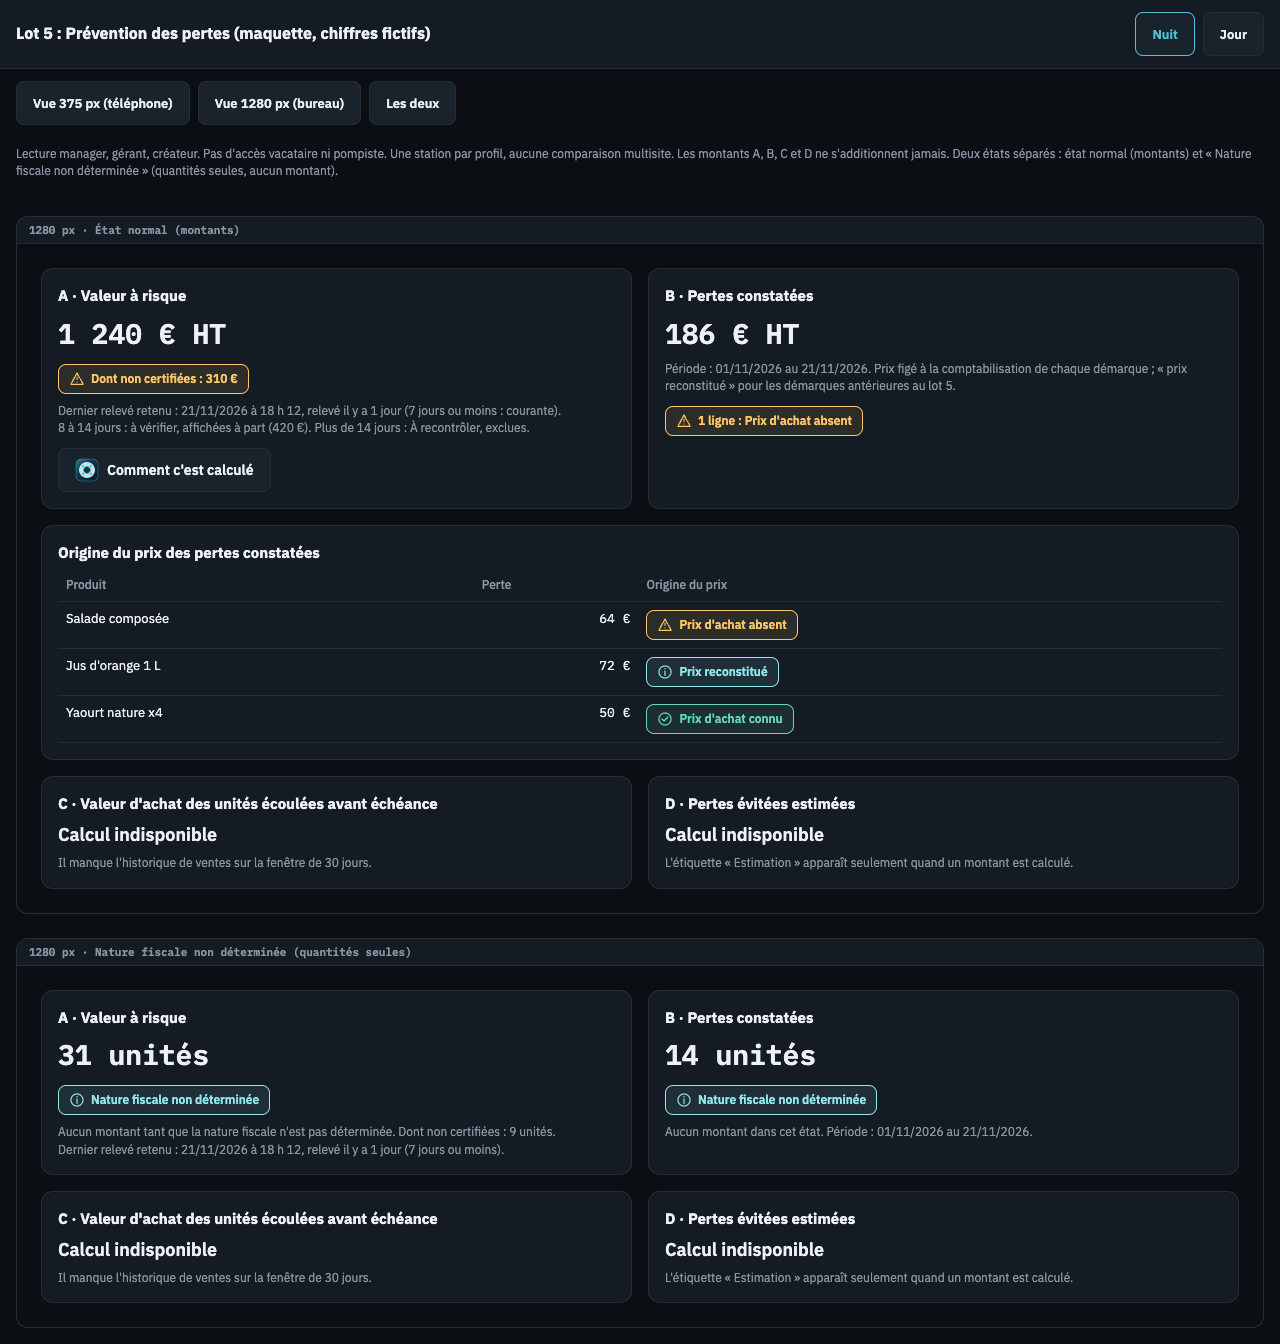 Lot 5 : Prévention des pertes (maquette, chiffres fictifs)
Nuit
Jour
Vue 375 px (téléphone)
Vue 1280 px (bureau)
Les deux
Lecture manager, gérant, créateur. Pas d'accès vacataire ni pompiste. Une station par profil, aucune comparaison multisite. Les montants A, B, C et D ne s'additionnent jamais. Deux états séparés : état normal (montants) et « Nature
fiscale non déterminée » (quantités seules, aucun montant).
1280 px · État normal (montants)
A · Valeur à risque
1 240 € HT
Dont non certifiées : 310 €
Dernier relevé retenu : 21/11/2026 à 18 h 12, relevé il y a 1 jour (7 jours ou moins : courante).
8 à 14 jours : à vérifier, affichées à part (420 €). Plus de 14 jours : À recontrôler, exclues.
Comment c'est calculé
B · Pertes constatées
186 € HT
Période : 01/11/2026 au 21/11/2026. Prix figé à la comptabilisation de chaque démarque ; « prix
reconstitué » pour les démarques antérieures au lot 5.
1 ligne : Prix d'achat absent
Origine du prix des pertes constatées
Produit
Perte
Origine du prix
Salade composée
64 €
Prix d'achat absent
Jus d'orange 1 L
72 €
Prix reconstitué
Yaourt nature x4
50 €
Prix d'achat connu
C · Valeur d'achat des unités écoulées avant échéance
Calcul indisponible
Il manque l'historique de ventes sur la fenêtre de 30 jours.
D · Pertes évitées estimées
Calcul indisponible
L'étiquette « Estimation » apparaît seulement quand un montant est calculé.
1280 px · Nature fiscale non déterminée (quantités seules)
A · Valeur à risque
31 unités
Nature fiscale non déterminée
Aucun montant tant que la nature fiscale n'est pas déterminée. Dont non certifiées : 9 unités.
Dernier relevé retenu : 21/11/2026 à 18 h 12, relevé il y a 1 jour (7 jours ou moins).
B · Pertes constatées
14 unités
Nature fiscale non déterminée
Aucun montant dans cet état. Période : 01/11/2026 au 21/11/2026.
C · Valeur d'achat des unités écoulées avant échéance
Calcul indisponible
Il manque l'historique de ventes sur la fenêtre de 30 jours.
D · Pertes évitées estimées
Calcul indisponible
L'étiquette « Estimation » apparaît seulement quand un montant est calculé.